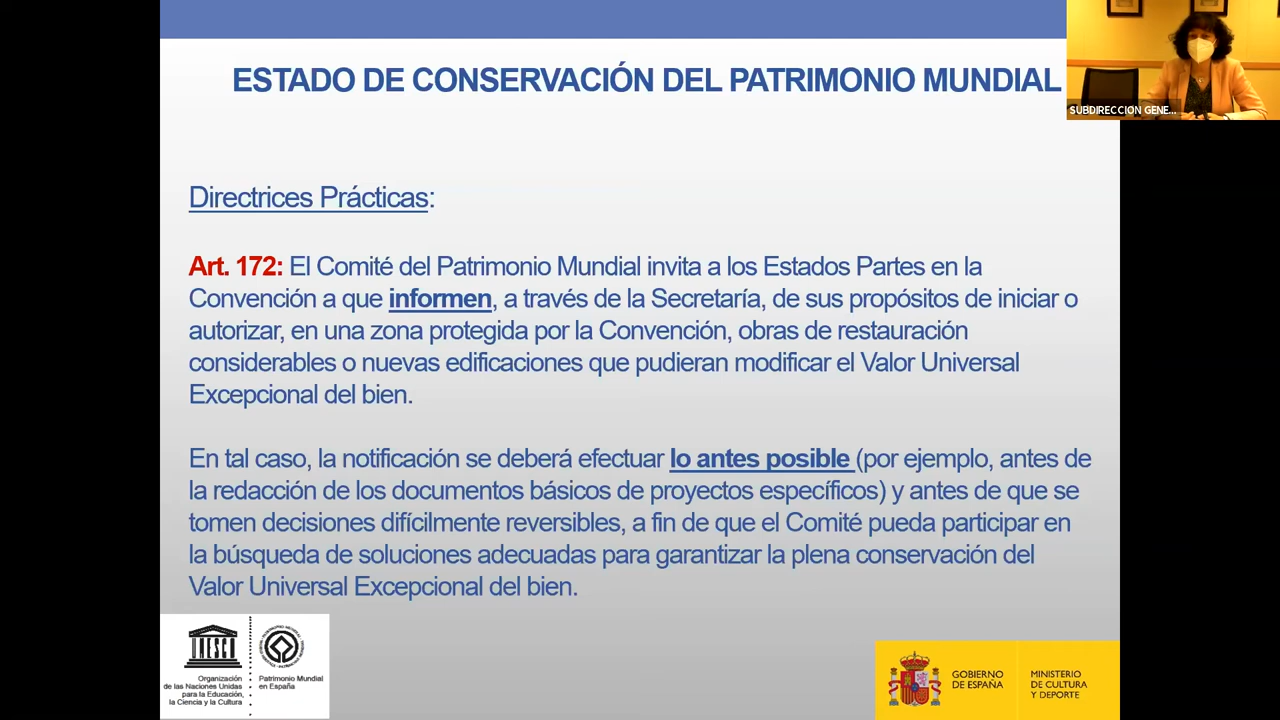 ESTADO DE CONSERVACIÓN DEL PATRIMONIO MUNDIAL
SUBDIRECCION GENE...
Directrices Prácticas:
Art. 172: El Comité del Patrimonio Mundial invita a los Estados Partes en la
Convención a que informen, a través de la Secretaría, de sus propósitos de iniciar o
autorizar, en una zona protegida por la Convención, obras de restauración
considerables o nuevas edificaciones que pudieran modificar el Valor Universal
Excepcional del bien.
En tal caso, la notificación se deberá efectuar lo antes posible (por ejemplo, antes de
la redacción de los documentos básicos de proyectos específicos) y antes de que se
tomen decisiones difícilmente reversibles, a fin de que el Comité pueda participar en
la búsqueda de soluciones adecuadas para garantizar la plena conservación del
Valor Universal Excepcional del bien.
UNESCO
Organización
de las Naciones Unidas
para la Educación,
la Ciencia y la Cultura
Patrimonio Mundial
en España
GOBIERNO
DE ESPAÑA
MINISTERIO
DE CULTURA
Y DEPORTE